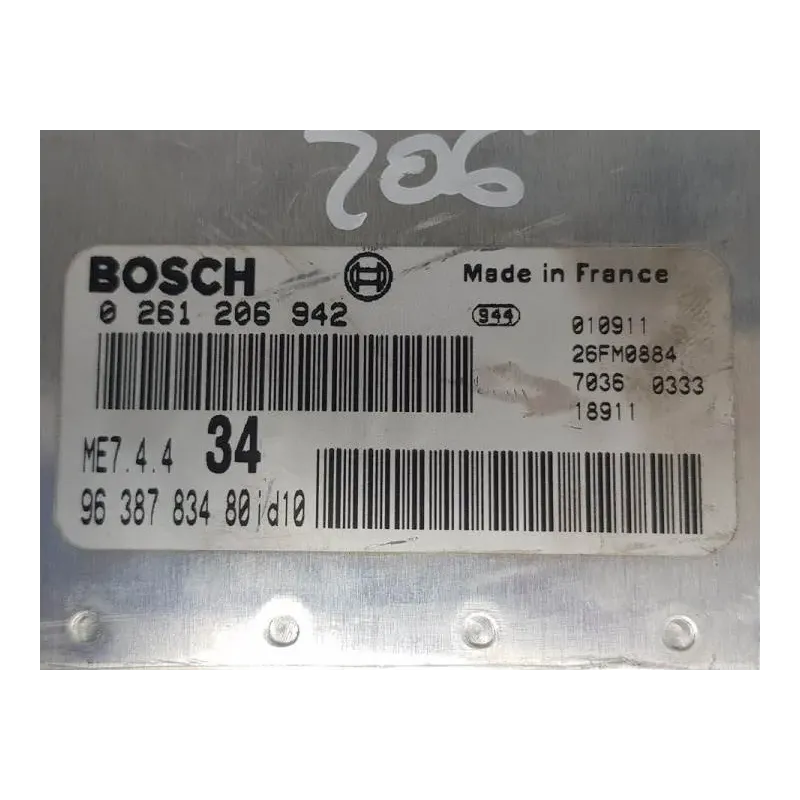 206
BOSCH
0 261 206 942
Made in France
944
010911
26FM0884
7036 0333
18911
ME7.4.4 34
96 387 834 80 id10